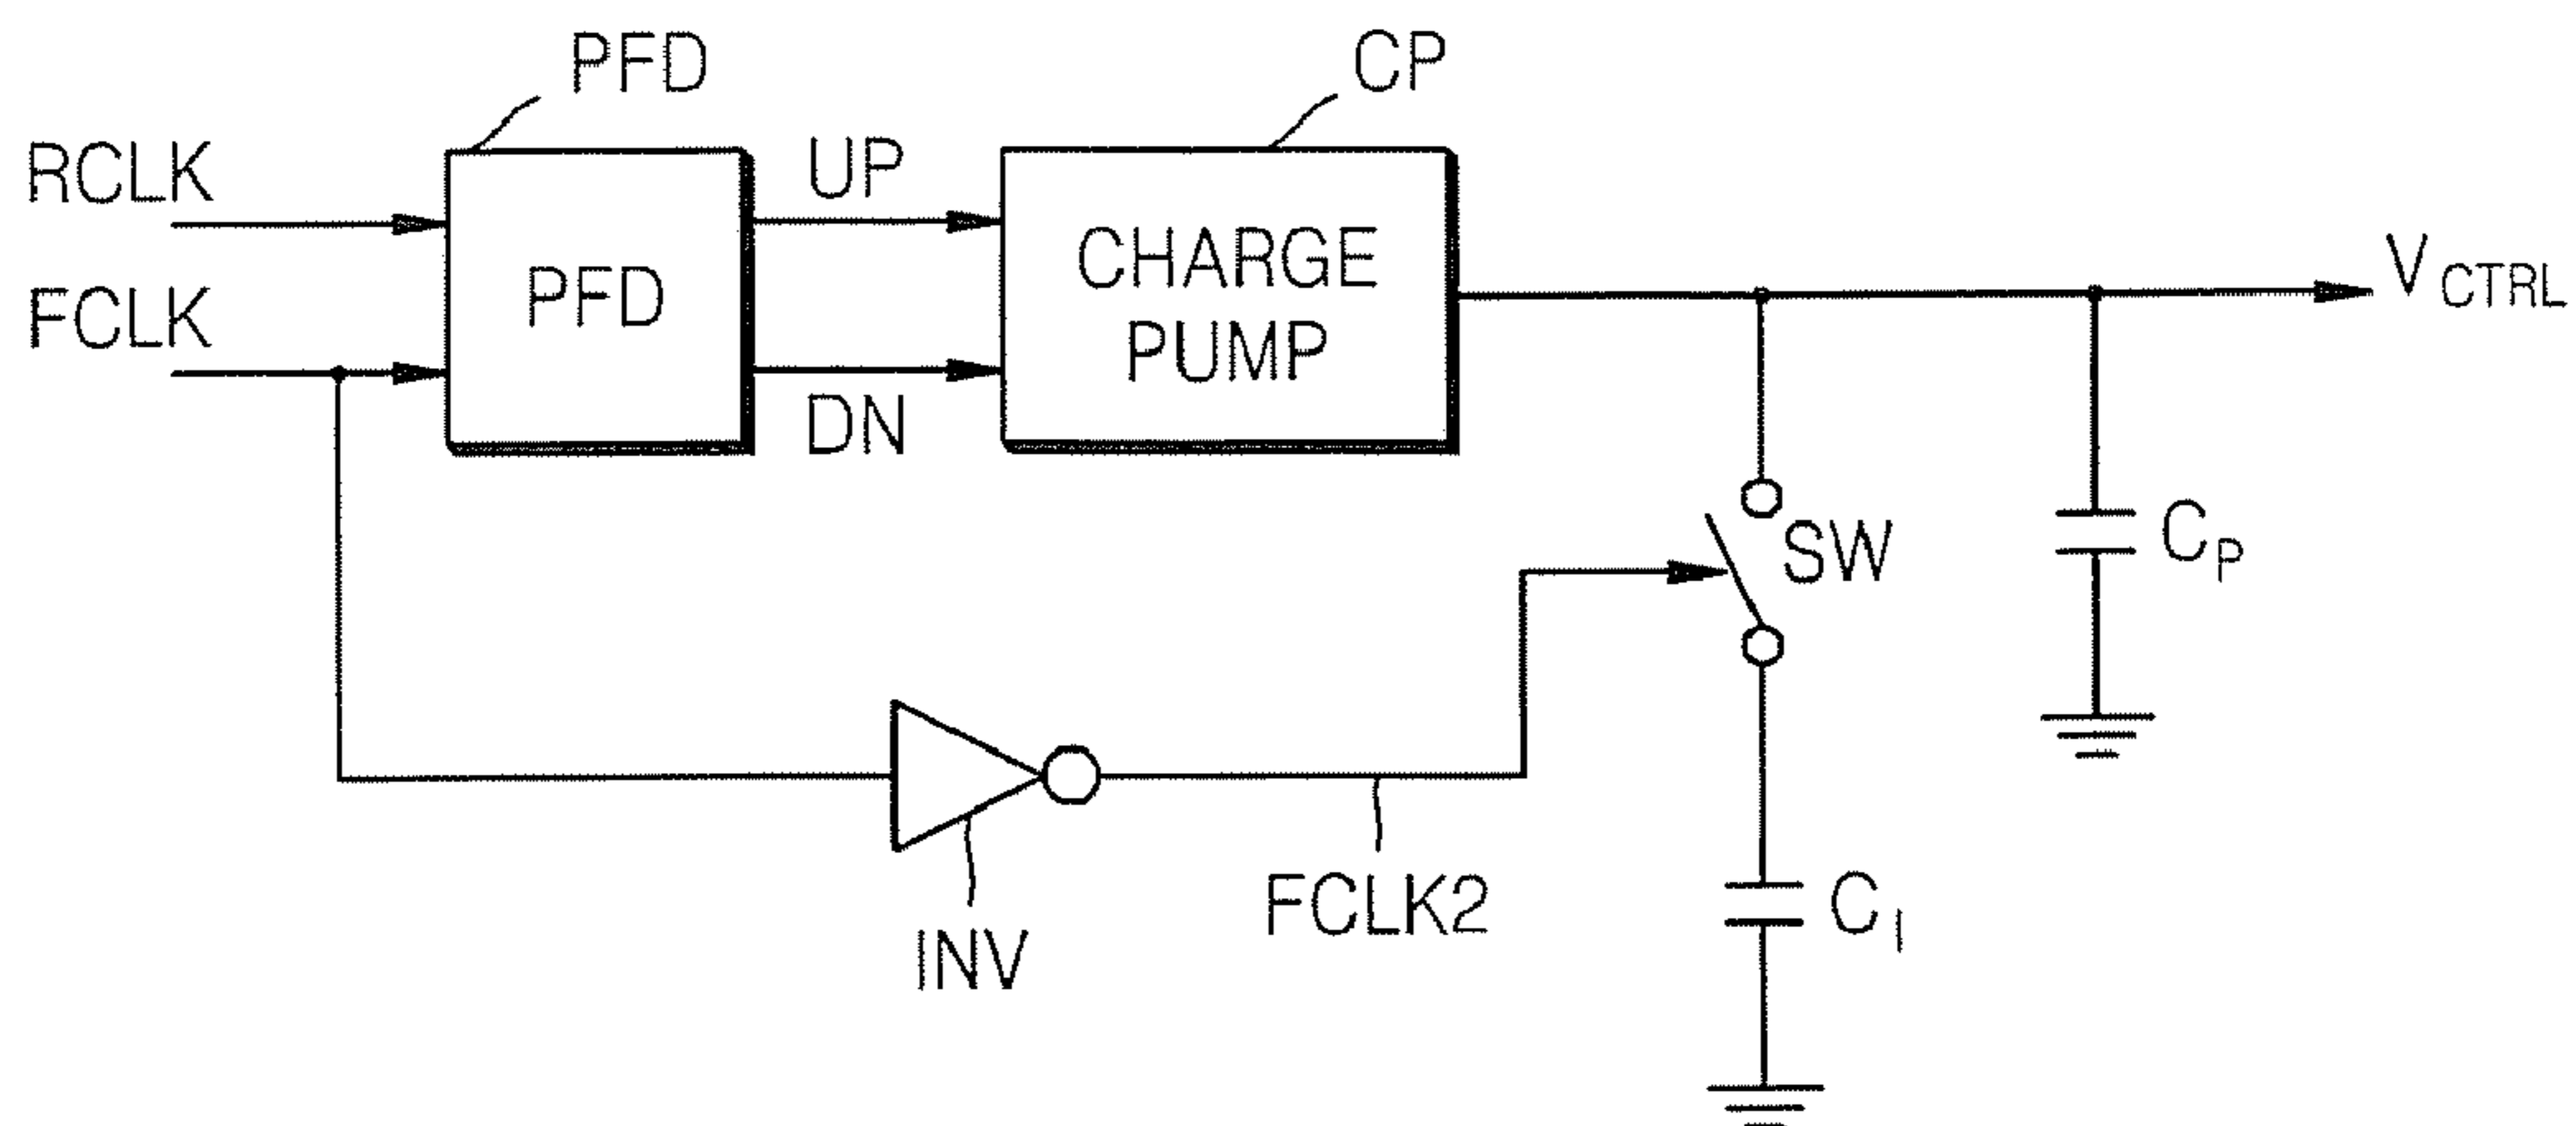 PFD
CP
RCLK
UP
FCLK
PFD
CHARGE
PUMP
V CTRL
DN
SW
C P
INV
FCLK2
C I